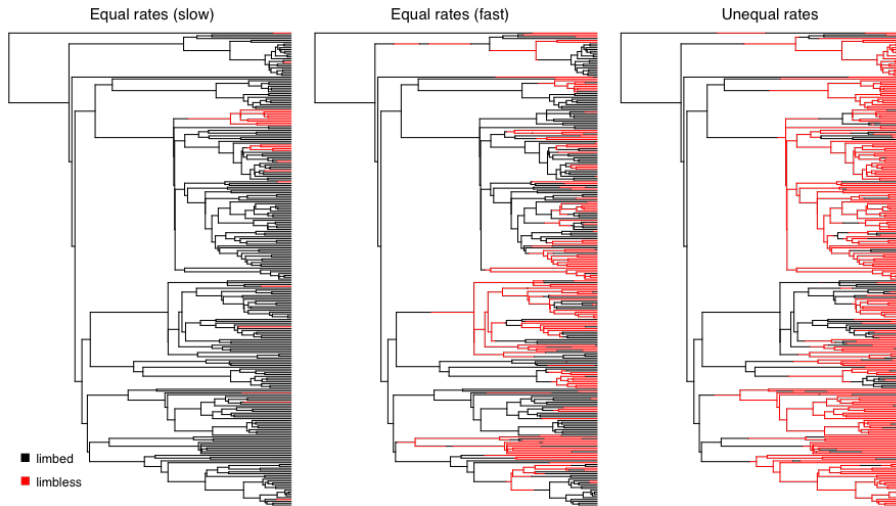 Equal rates (slow)
Equal rates (fast)
Unequal rates
limbed
limbless